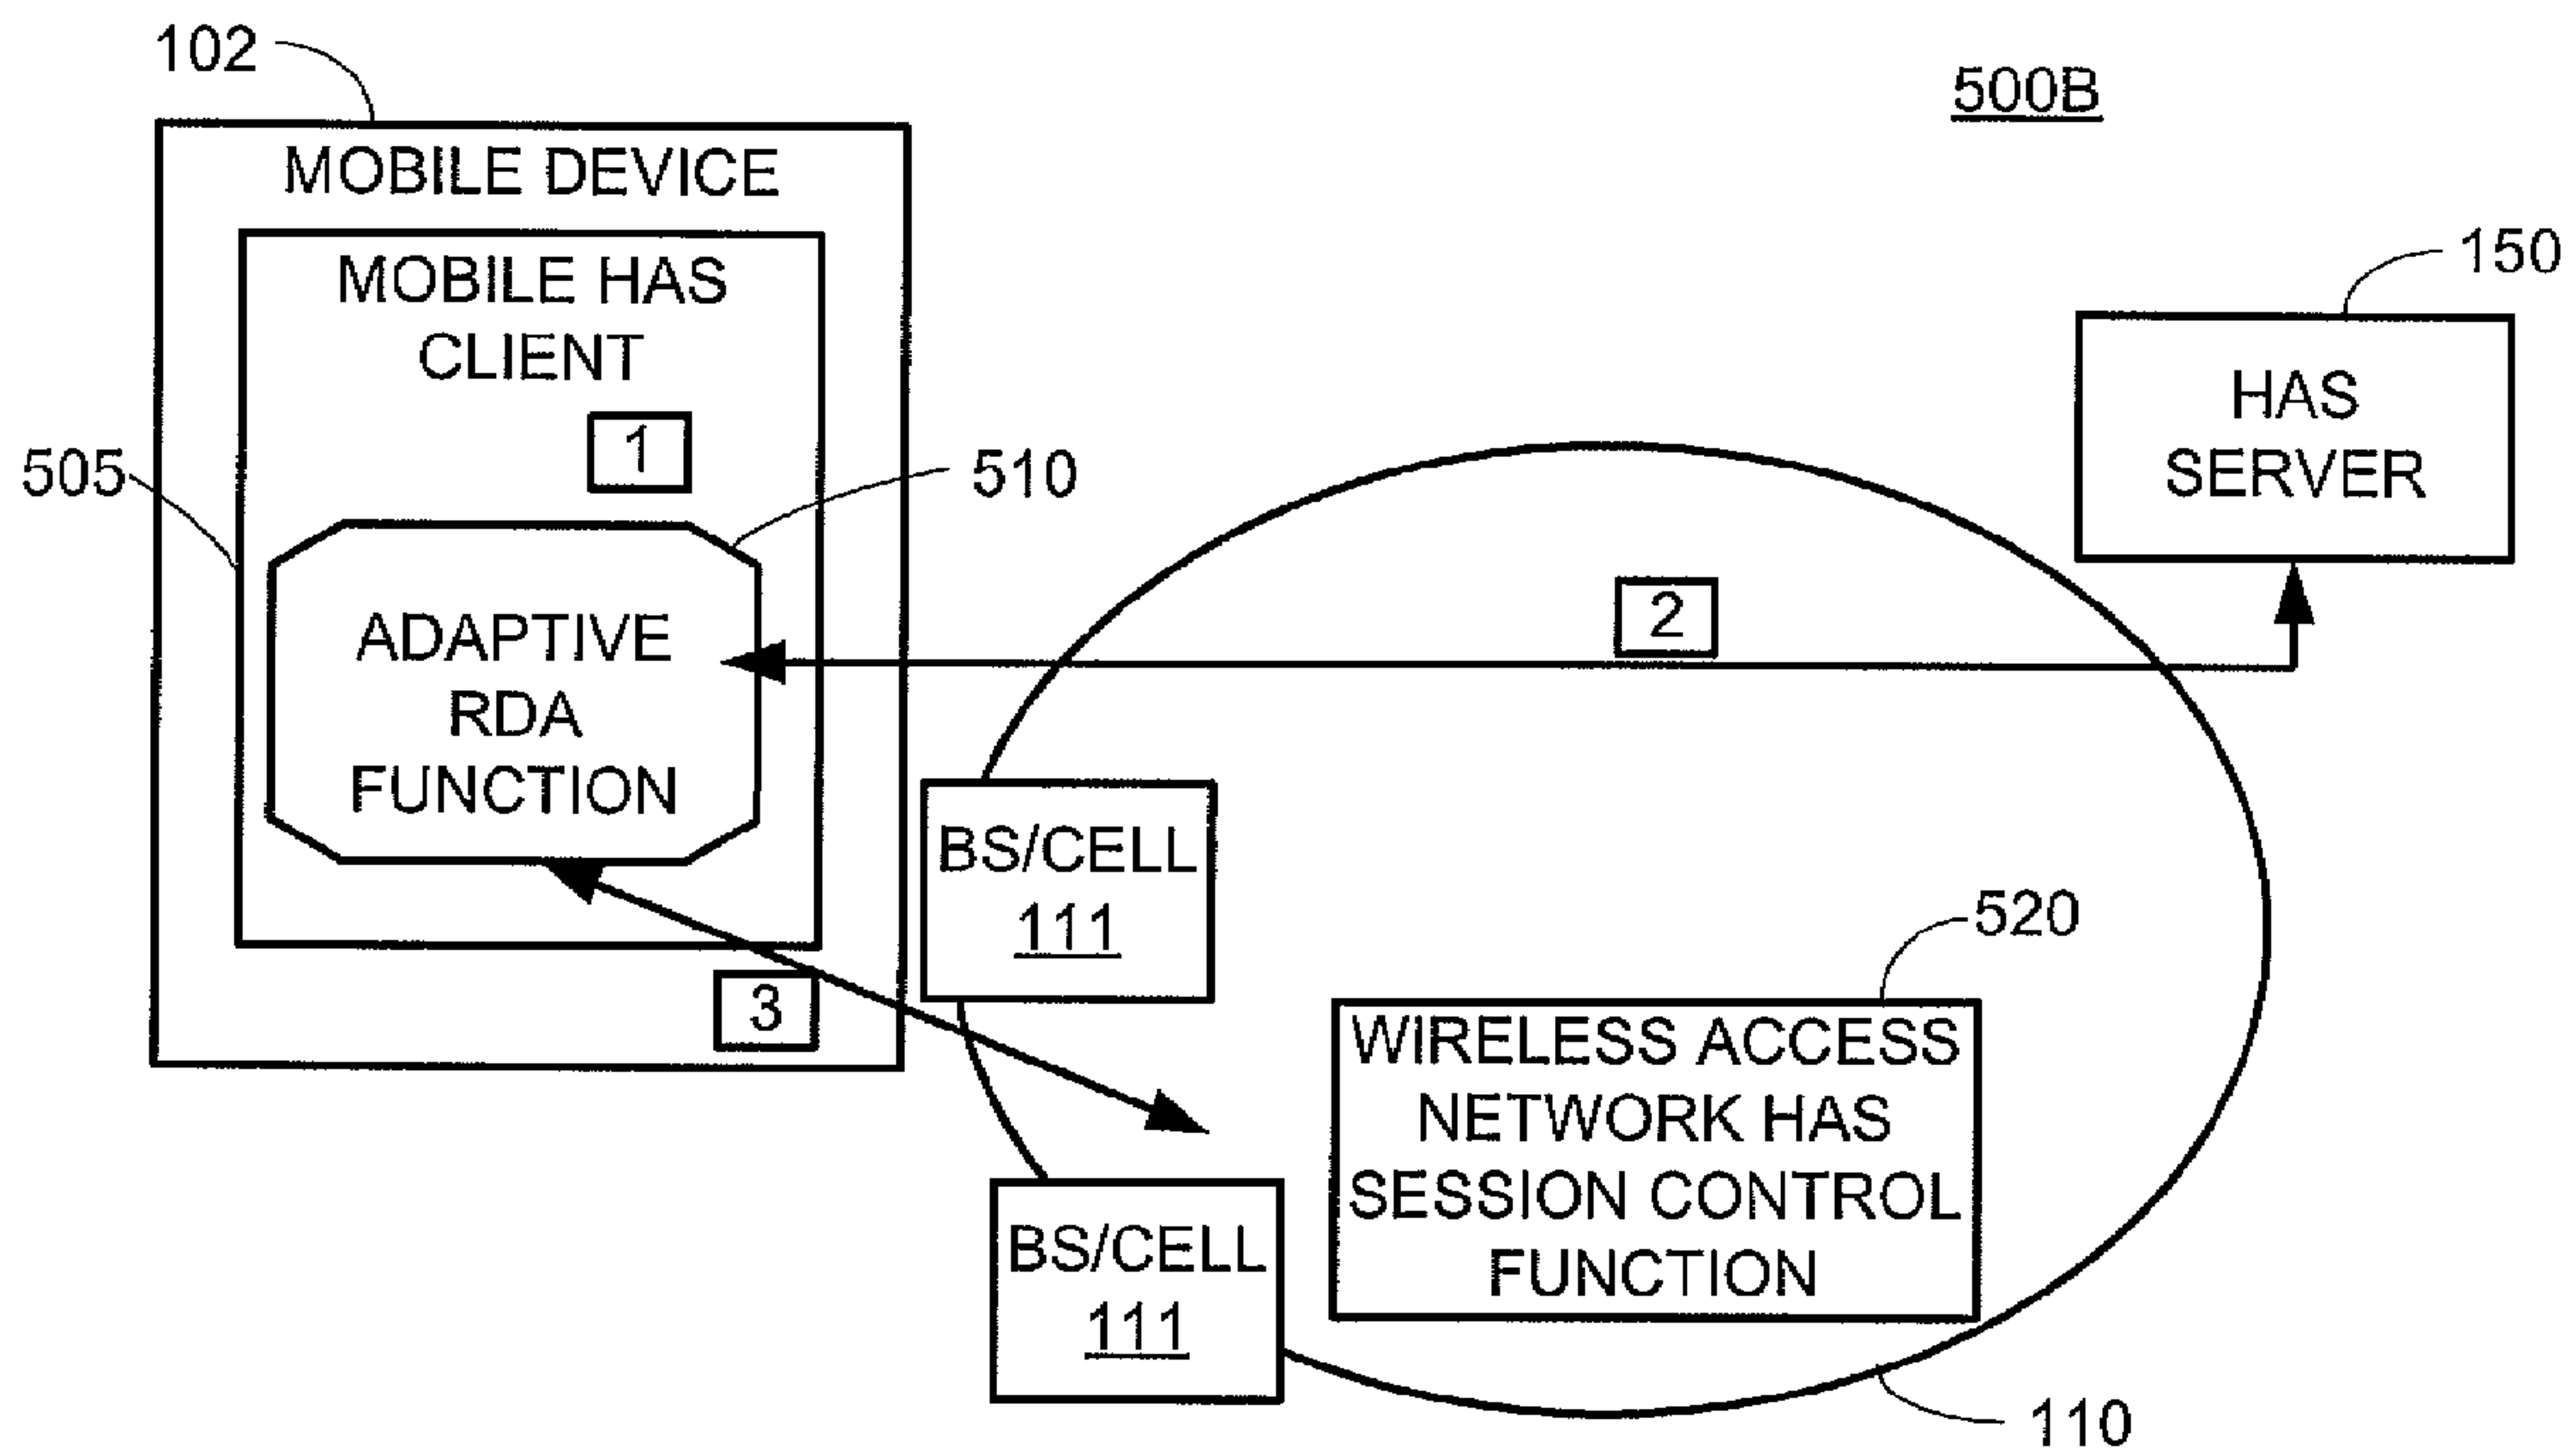 102
500B
MOBILE DEVICE
MOBILE HAS
CLIENT
150
HAS
SERVER
1
505
510
ADAPTIVE
RDA
FUNCTION
2
BS/CELL
111
520
3
WIRELESS ACCESS
NETWORK HAS
SESSION CONTROL
FUNCTION
BS/CELL
111
110